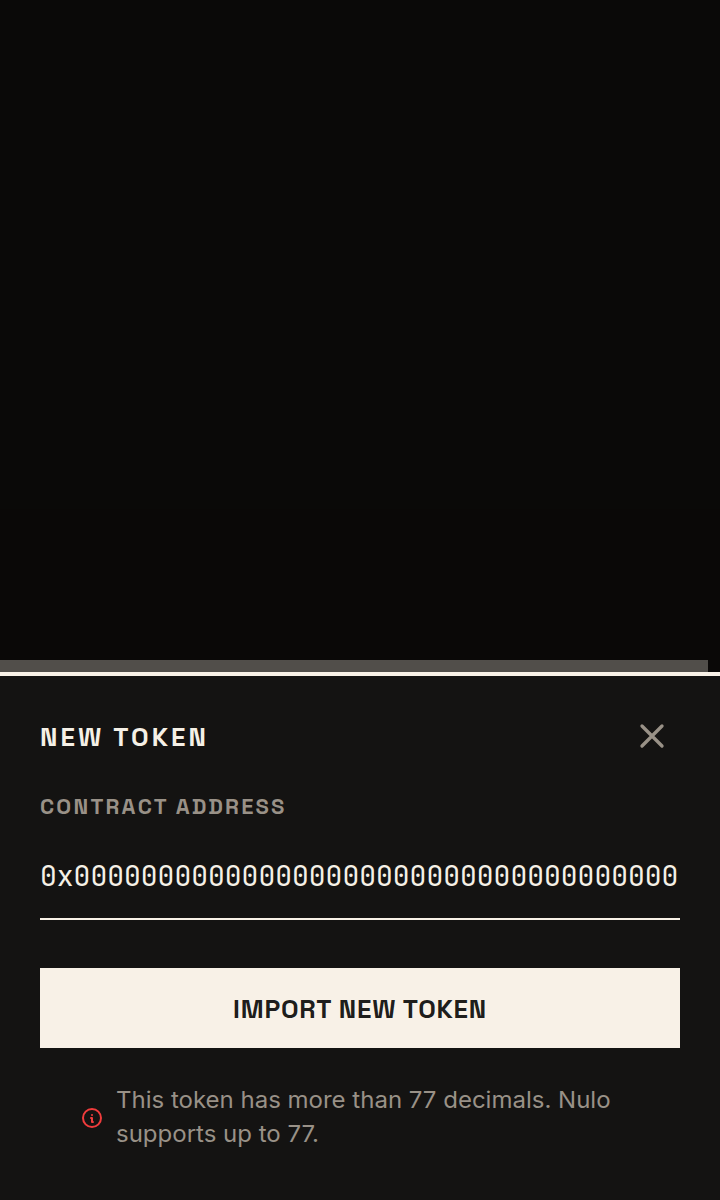 NEW TOKEN
CONTRACT ADDRESS
0x000000000000000000000000000000000000
IMPORT NEW TOKEN
This token has more than 77 decimals. Nulo
supports up to 77.